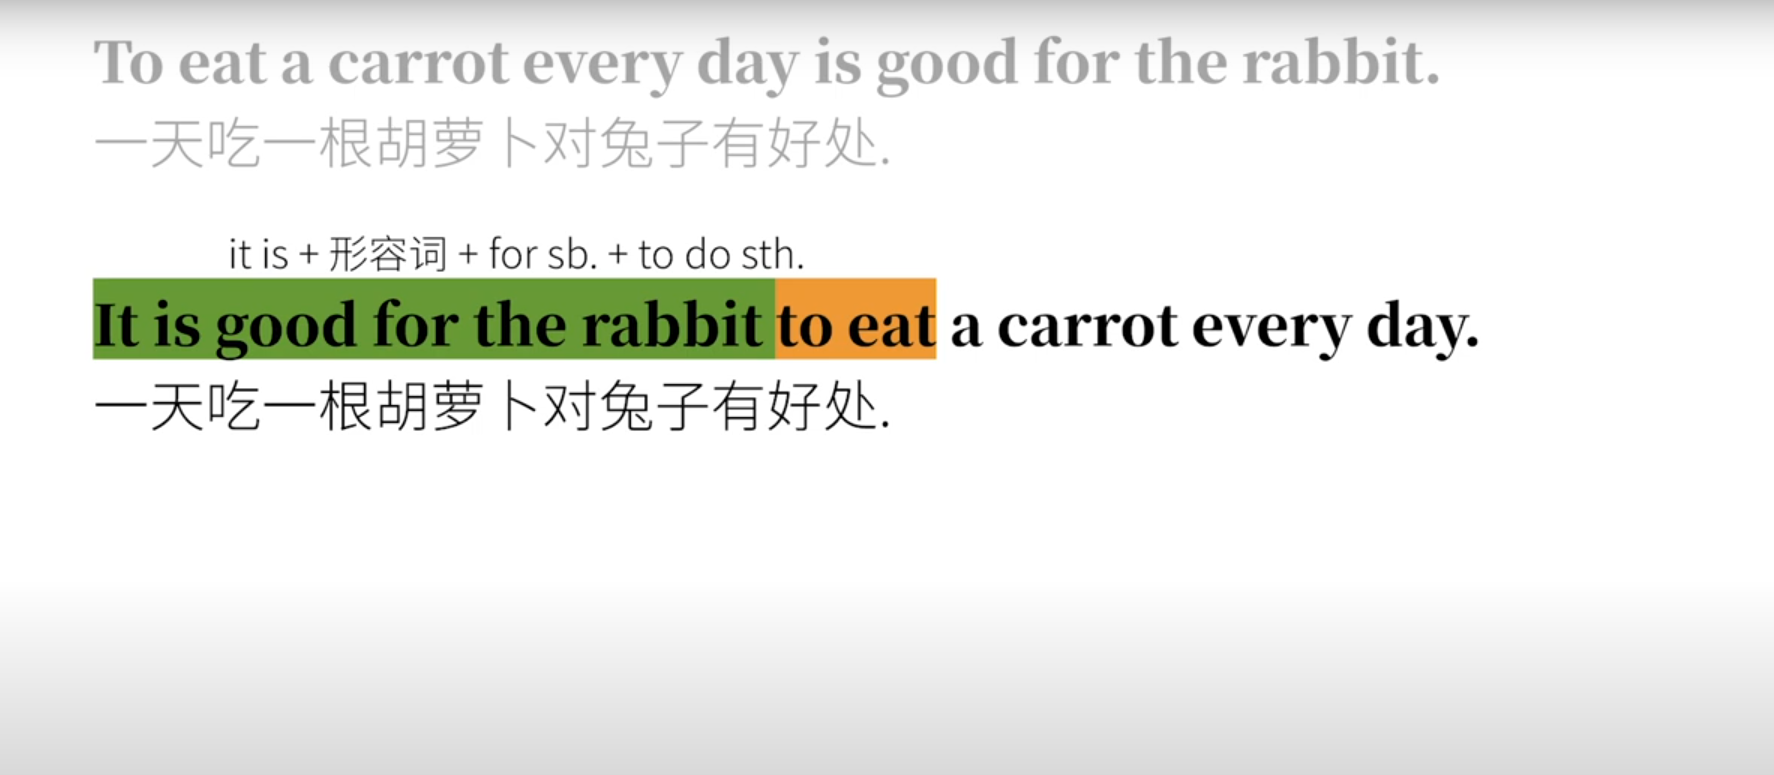 To eat a carrot every day is good for the rabbit.
一天吃一根胡萝卜对兔子有好处.
it is + 形容词 + for sb. + to do sth.
It is good for the rabbit to eat a carrot every day.
一天吃一根胡萝卜对兔子有好处.